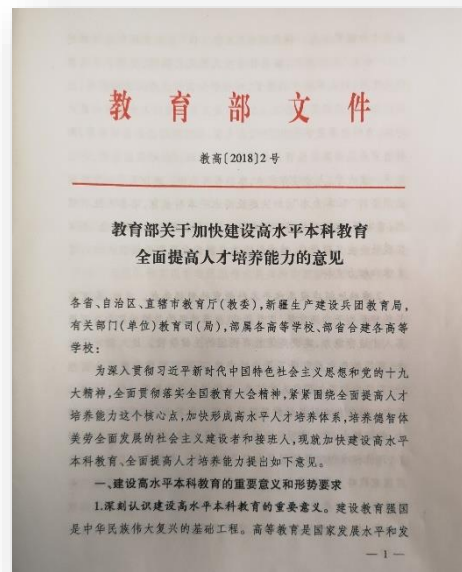 教育部文件
教高〔2018〕2号
教育部关于加快建设高水平本科教育
全面提高人才培养能力的意见
各省、自治区、直辖市教育厅(教委),新疆生产建设兵团教育局,
有关部门(单位)教育司(局),部属各高等学校、部省合建各高等
学校:
为深入贯彻习近平新时代中国特色社会主义思想和党的十九
大精神,全面贯彻落实全国教育大会精神,紧紧围绕全面提高人才
培养能力这个核心点,加快形成高水平人才培养体系,培养德智体
美劳全面发展的社会主义建设者和接班人,现就加快建设高水平
本科教育、全面提高人才培养能力提出如下意见。
一、建设高水平本科教育的重要意义和形势要求
1.深刻认识建设高水平本科教育的重要意义。建设教育强国
是中华民族伟大复兴的基础工程。高等教育是国家发展水平和发
— 1 —